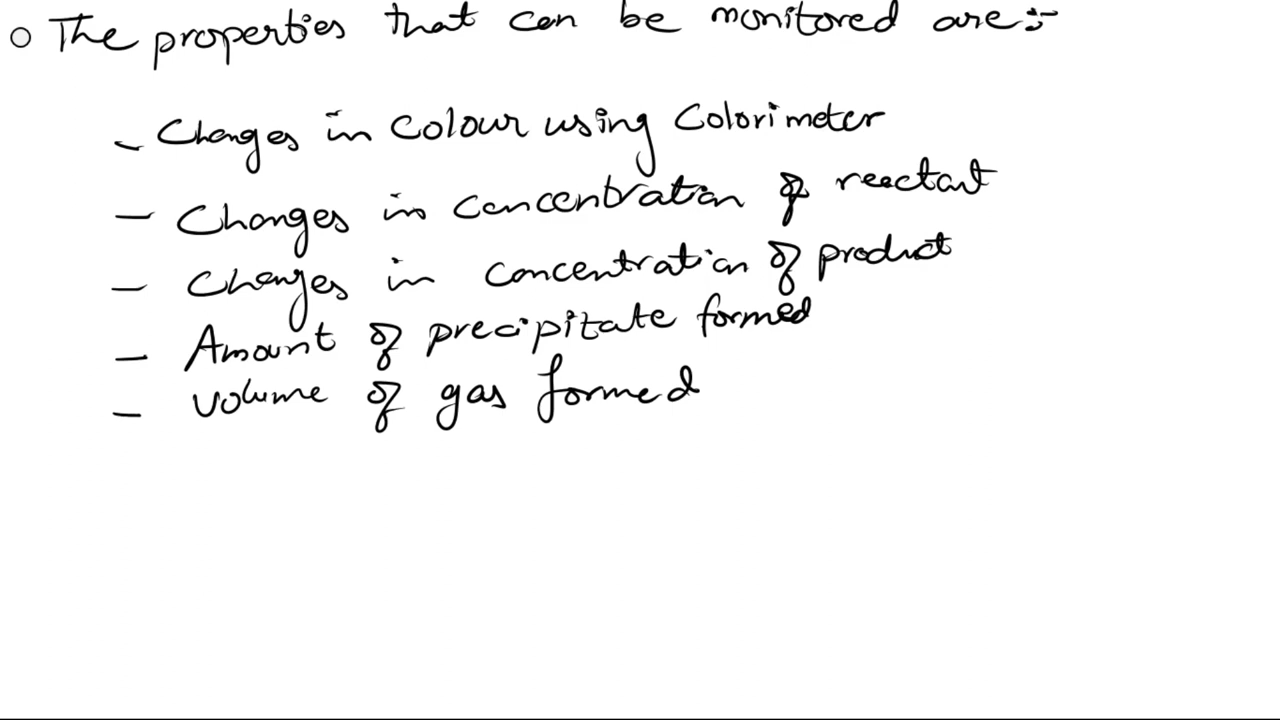 ○ The properties that can be monitored are:-
- Changes in colour using Colorimeter
- Changes in concentration of reactant
- Changes in concentration of product
- Amount of precipitate formed
- volume of gas formed